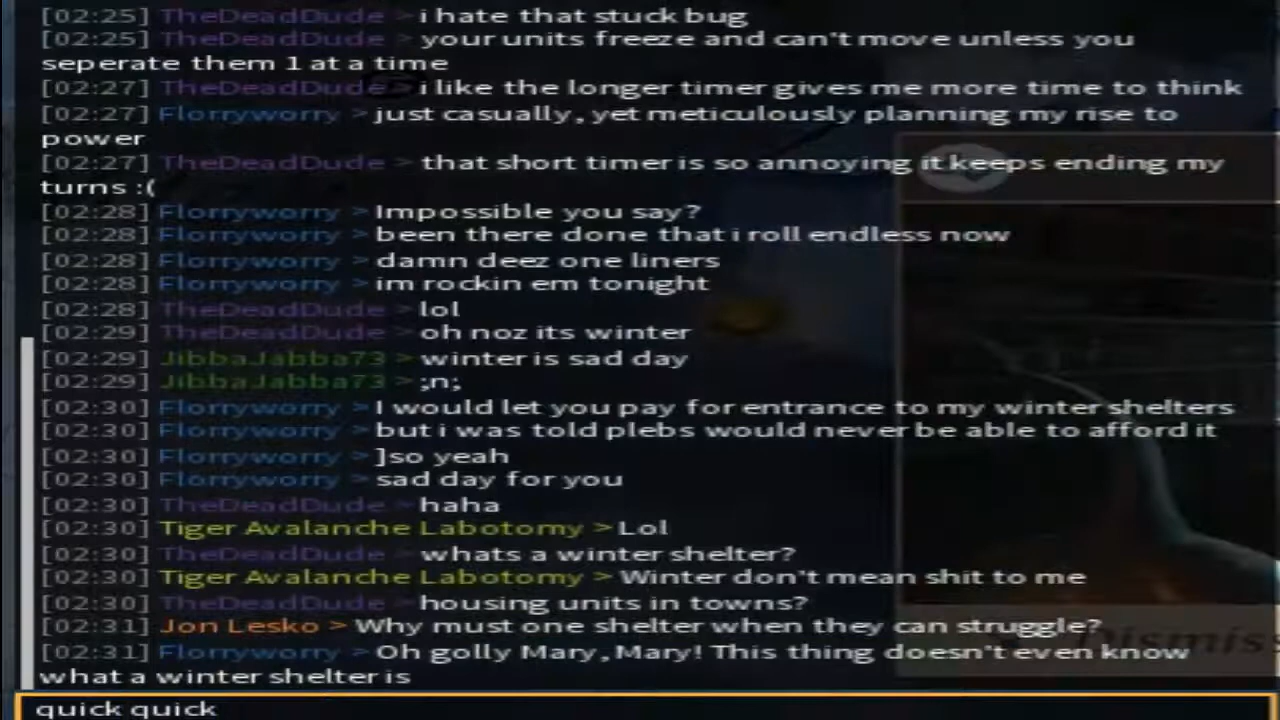 [02:25] TheDeadDude > i hate that stuck bug
[02:25] TheDeadDude > your units freeze and can't move unless you
seperate them 1 at a time
[02:27] TheDeadDude > i like the longer timer gives me more time to think
[02:27] Florryworry > just casually, yet meticulously planning my rise to
power
[02:27] TheDeadDude > that short timer is so annoying it keeps ending my
turns :(
[02:28] Florryworry > Impossible you say?
[02:28] Florryworry > been there done that i roll endless now
[02:28] Florryworry > damn deez one liners
[02:28] Florryworry > im rockin em tonight
[02:28] TheDeadDude > lol
[02:29] TheDeadDude > oh noz its winter
[02:29] JibbaJabba73 > winter is sad day
[02:29] JibbaJabba73 > ;n;
[02:30] Florryworry > I would let you pay for entrance to my winter shelters
[02:30] Florryworry > but i was told plebs would never be able to afford it
[02:30] Florryworry > ]so yeah
[02:30] Florryworry > sad day for you
[02:30] TheDeadDude > haha
[02:30] Tiger Avalanche Labotomy > Lol
[02:30] TheDeadDude > whats a winter shelter?
[02:30] Tiger Avalanche Labotomy > Winter don't mean shit to me
[02:30] TheDeadDude > housing units in towns?
[02:31] Jon Lesko > Why must one shelter when they can struggle?
[02:31] Florryworry > Oh golly Mary, Mary! This thing doesn't even know
what a winter shelter is
Dismiss
quick quick